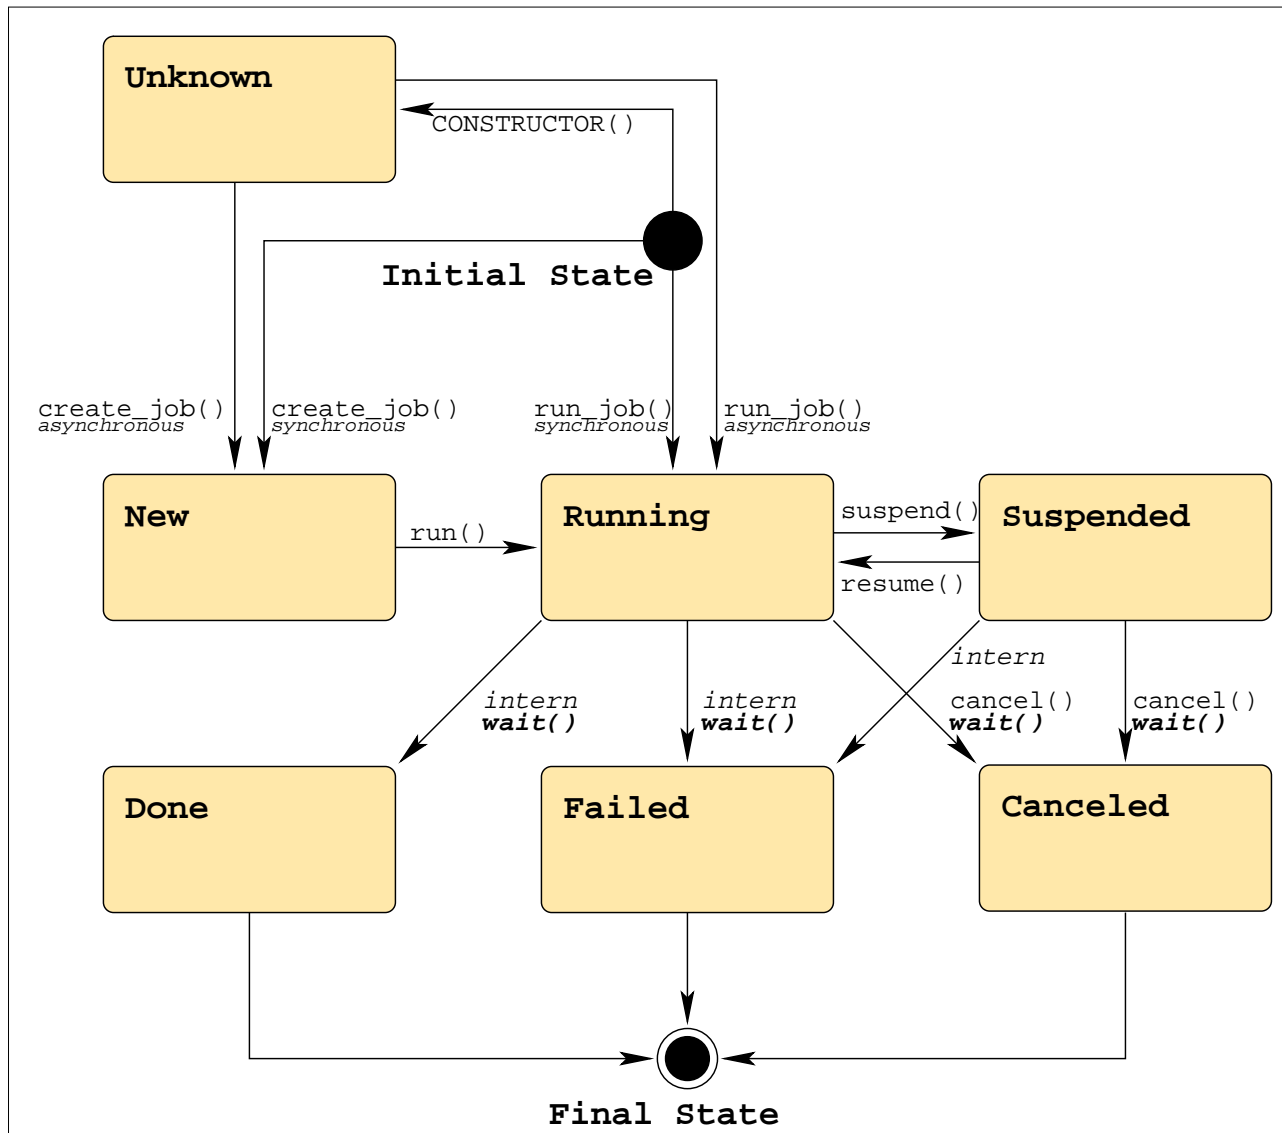 Unknown
CONSTRUCTOR()
Initial State
create_job()
asynchronous
create_job()
synchronous
run_job()
synchronous
run_job()
asynchronous
New
run()
Running
suspend()
resume()
Suspended
intern
wait()
intern
wait()
intern
cancel()
wait()
cancel()
wait()
Done
Failed
Canceled
Final State